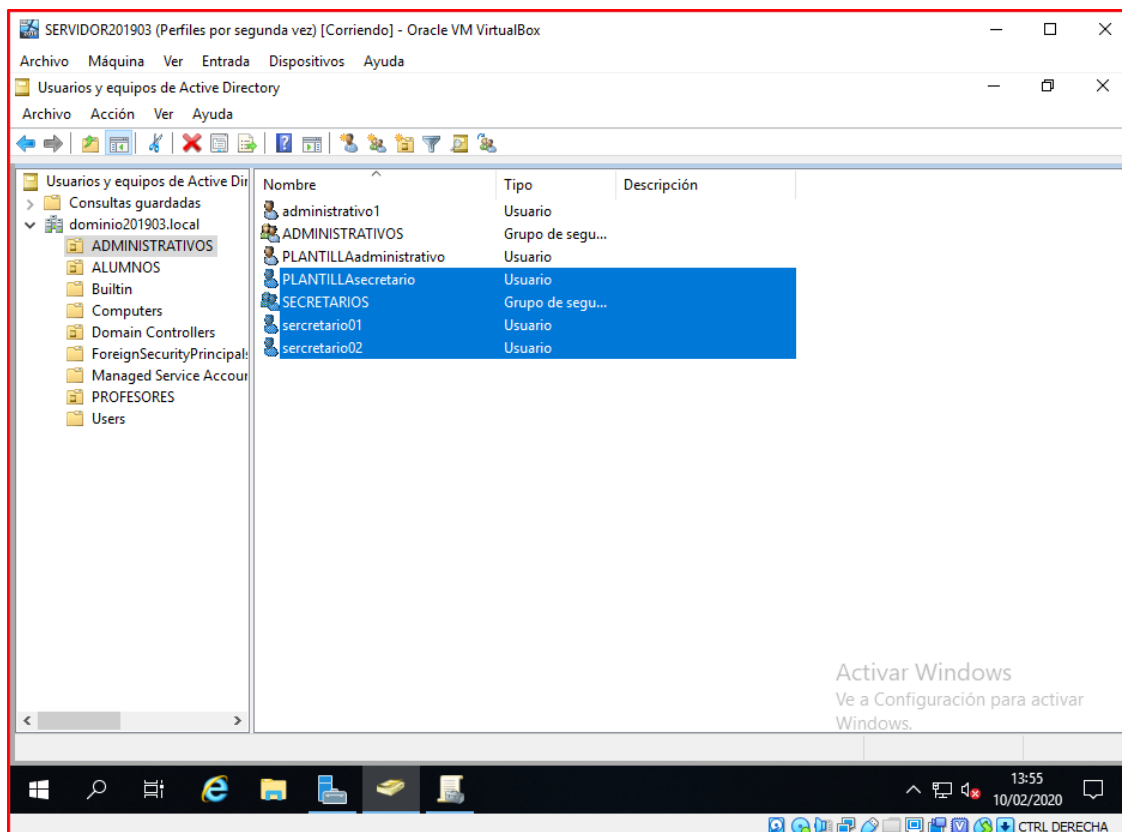 SERVIDOR201903 (Perfiles por segunda vez) [Corriendo] - Oracle VM VirtualBox
Archivo Máquina Ver Entrada Dispositivos Ayuda
Usuarios y equipos de Active Directory
Archivo Acción Ver Ayuda
Usuarios y equipos de Active Dir
Consultas guardadas
dominio201903.local
ADMINISTRATIVOS
ALUMNOS
Builtin
Computers
Domain Controllers
ForeignSecurityPrincipals
Managed Service Accour
PROFESORES
Users
Nombre Tipo Descripción
administrativo1 Usuario
ADMINISTRATIVOS Grupo de segu...
PLANTILLAadministrativo Usuario
PLANTILLAsecretario Usuario
SECRETARIOS Grupo de segu...
sercretario01 Usuario
sercretario02 Usuario
Activar Windows
Ve a Configuración para activar
Windows.
13:55
10/02/2020
CTRL DERECHA